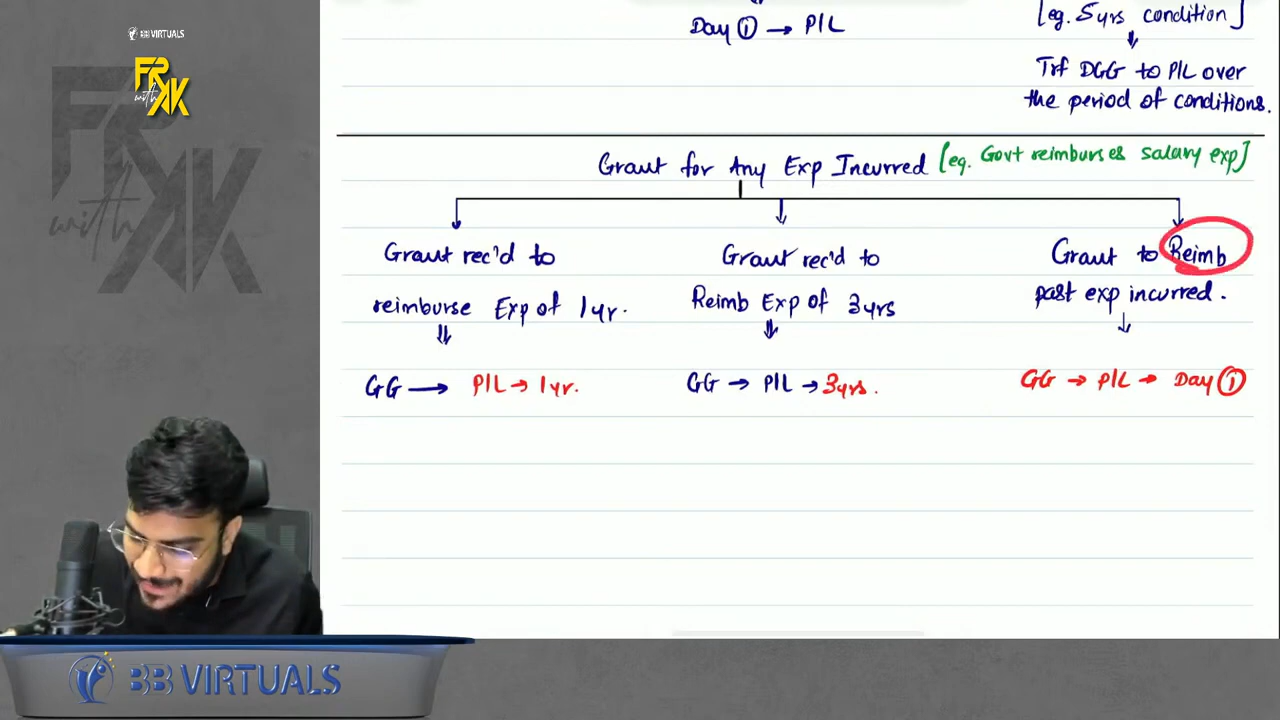 BB VIRTUALS
FR
with
KK
FR
with
KK
Day ① → P/L
[eg. 5yrs condition]
Trf DGG to P/L over
the period of conditions.
Grant for Any Exp Incurred [eg. Govt reimburses salary exp]
Grant rec'd to
reimburse Exp of 1yr.
GG → P/L → 1yr.
Grant rec'd to
Reimb Exp of 3yrs
GG → P/L → 3yrs.
Grant to Reimb
past exp incurred.
GG → P/L → Day ①
BB VIRTUALS